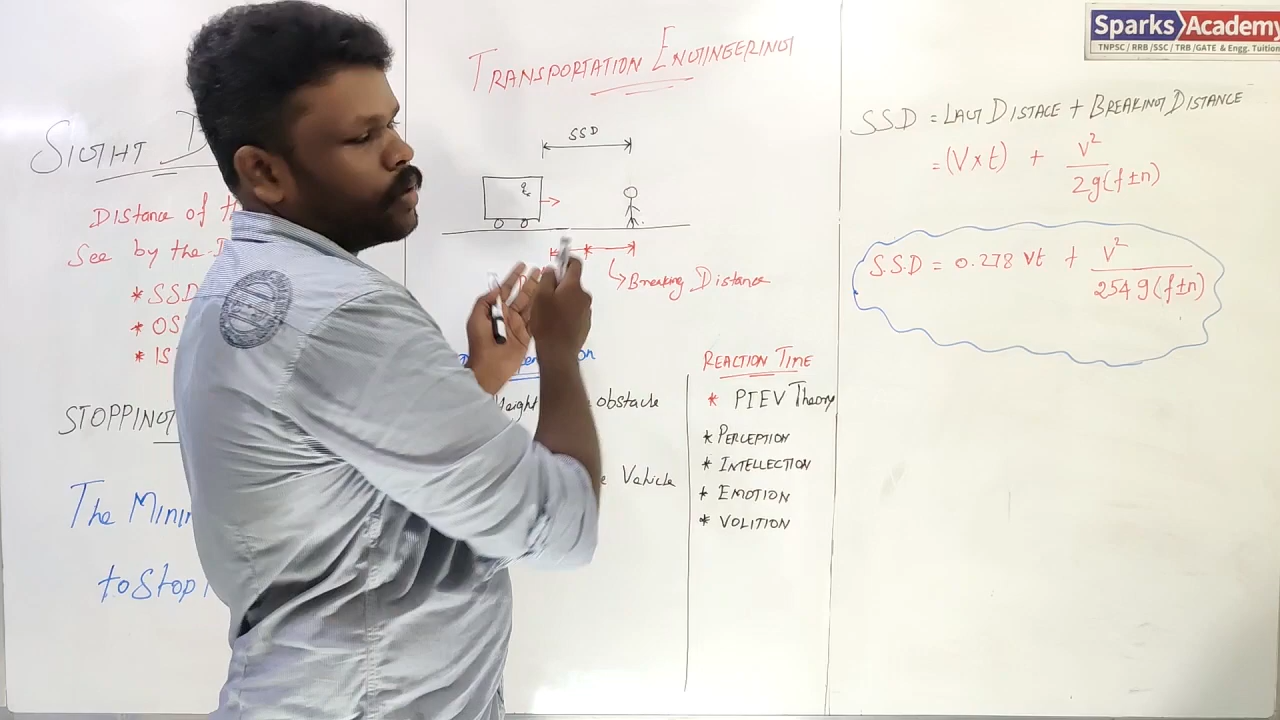 Sparks Academy
TNPSC / RRB /SSC / TRB /GATE & Engg. Tuition
TRANSPORTATION ENGINEERING
SIGHT D
DISTANCE of th
See by the D
* SSD
* OS
* IS
STOPPING
The Minim
to Stop
SSD
Breaking Distance
Height obstacle
Vehicle
REACTION TIME
* PIEV Theory
* PERCEPTION
* INTELLECTION
* EMOTION
* VOLITION
SSD = LAG DISTACE + BREAKING DISTANCE
= (V×t) + V²/2g(f±n)
S.S.D = 0.278 Vt + V²/254 g(f±n)